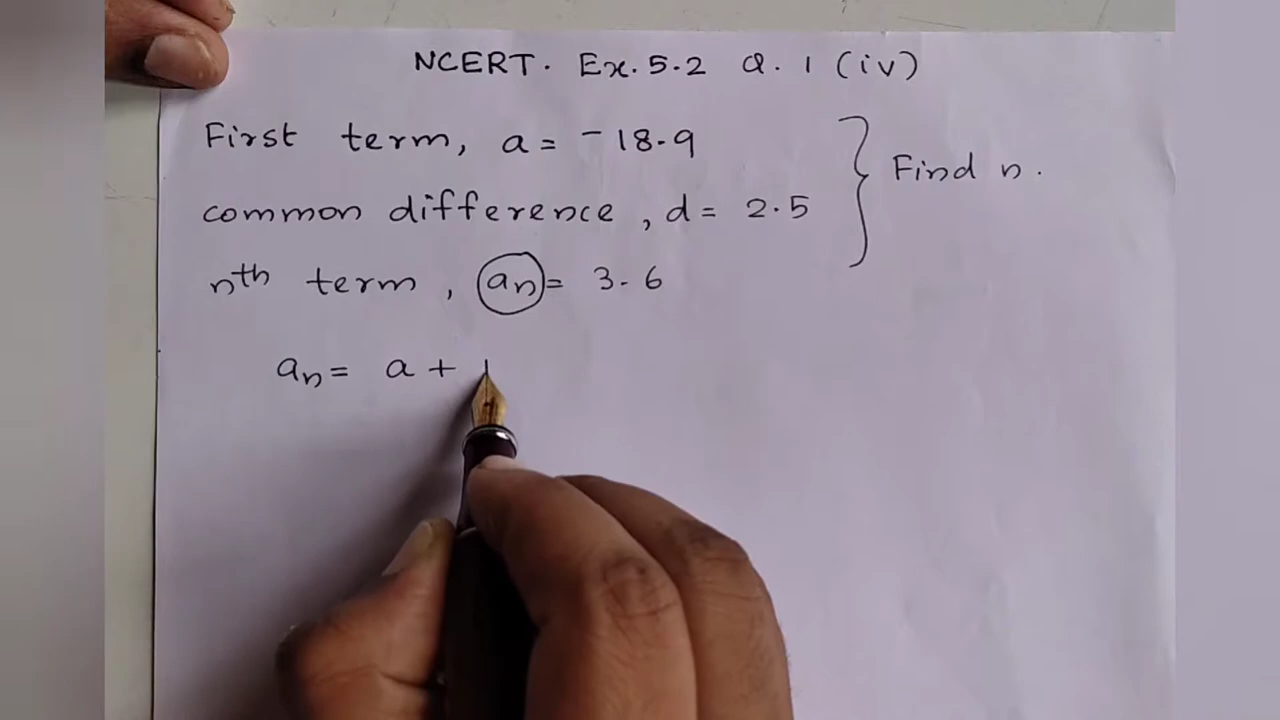 NCERT. Ex. 5.2 Q. 1 (iv)
First term, a = -18.9
common difference, d = 2.5
nth term, an = 3.6
Find n.
an = a +